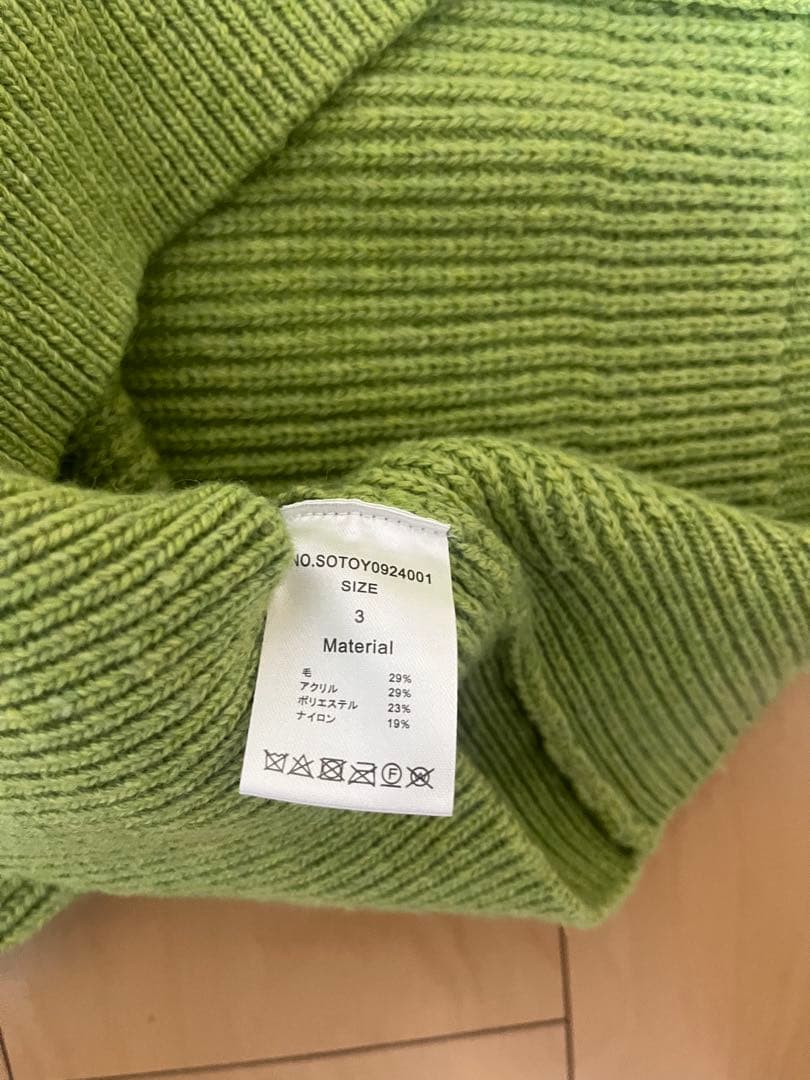 NO.SOTOY0924001
SIZE
3
Material
毛 29%
アクリル 29%
ポリエステル 23%
ナイロン 19%